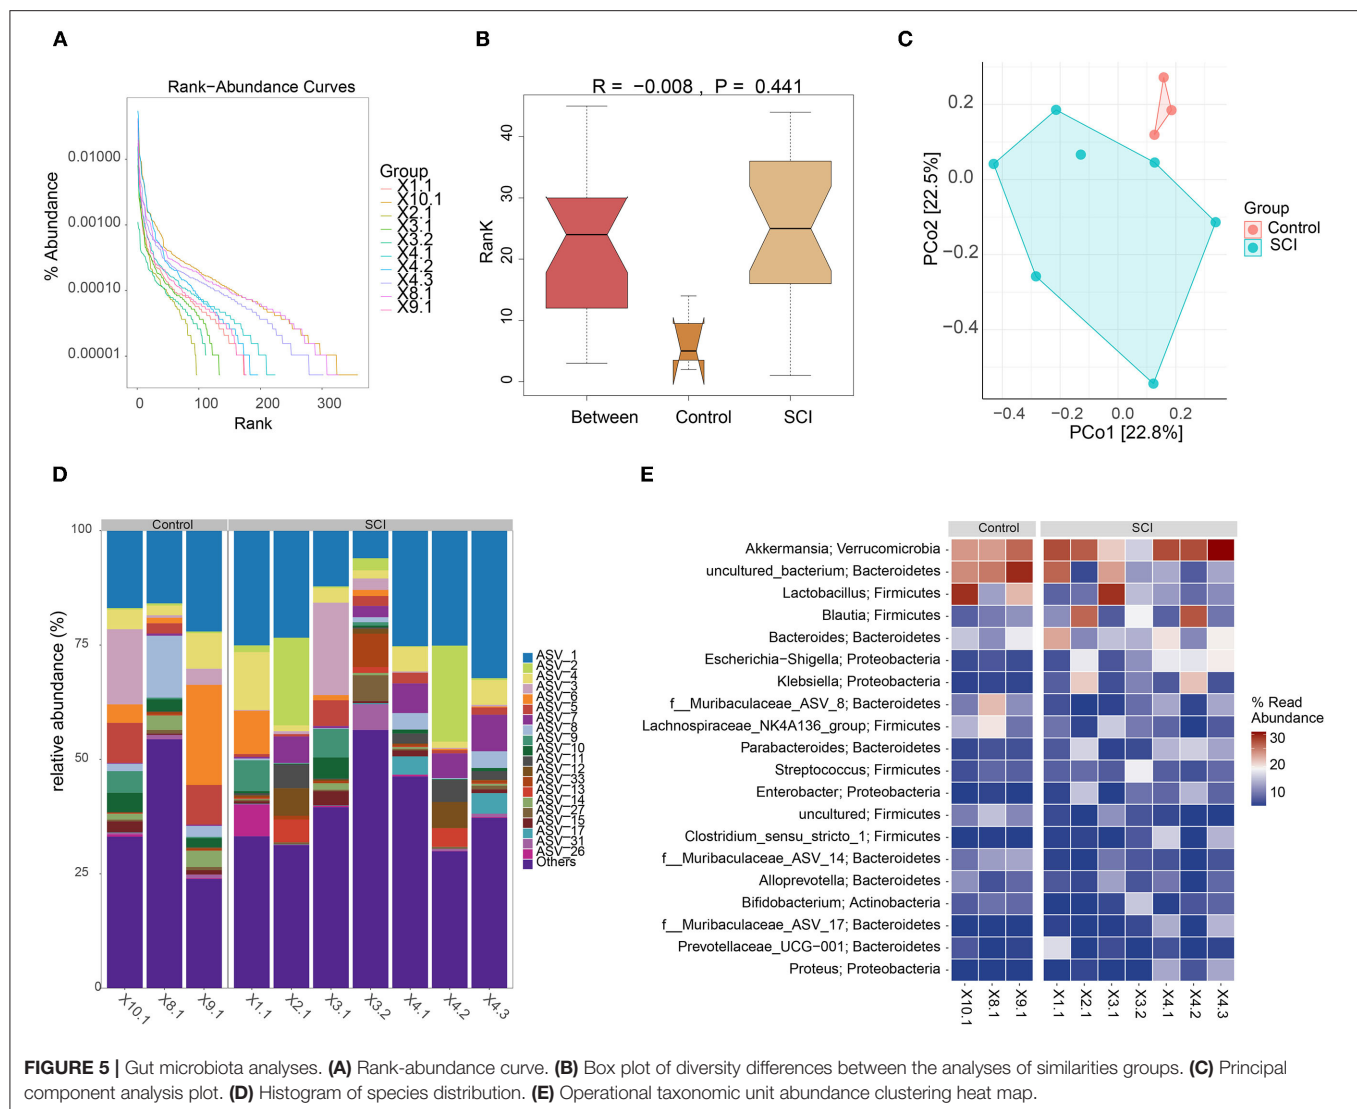 A
Rank−Abundance Curves
% Abundance
0.01000
0.00100
0.00010
0.00001
0
100
200
300
Rank
Group
X1.1
X10.1
X2.1
X3.1
X3.2
X4.1
X4.2
X4.3
X8.1
X9.1
B
R = −0.008 , P = 0.441
RanK
40
30
20
10
0
Between
Control
SCI
C
PCo2 [22.5%]
0.2
0.0
−0.2
−0.4
−0.4
−0.2
0.0
0.2
PCo1 [22.8%]
Group
Control
SCI
D
Control
SCI
relative abundance (%)
100
75
50
25
0
X10.1
X8.1
X9.1
X1.1
X2.1
X3.1
X3.2
X4.1
X4.2
X4.3
ASV_1
ASV_2
ASV_4
ASV_3
ASV_6
ASV_5
ASV_7
ASV_8
ASV_9
ASV_10
ASV_11
ASV_12
ASV_33
ASV_13
ASV_14
ASV_27
ASV_15
ASV_17
ASV_31
ASV_26
Others
E
Control
SCI
Akkermansia; Verrucomicrobia
uncultured_bacterium; Bacteroidetes
Lactobacillus; Firmicutes
Blautia; Firmicutes
Bacteroides; Bacteroidetes
Escherichia−Shigella; Proteobacteria
Klebsiella; Proteobacteria
f__Muribaculaceae_ASV_8; Bacteroidetes
Lachnospiraceae_NK4A136_group; Firmicutes
Parabacteroides; Bacteroidetes
Streptococcus; Firmicutes
Enterobacter; Proteobacteria
uncultured; Firmicutes
Clostridium_sensu_stricto_1; Firmicutes
f__Muribaculaceae_ASV_14; Bacteroidetes
Alloprevotella; Bacteroidetes
Bifidobacterium; Actinobacteria
f__Muribaculaceae_ASV_17; Bacteroidetes
Prevotellaceae_UCG−001; Bacteroidetes
Proteus; Proteobacteria
X10.1
X8.1
X9.1
X1.1
X2.1
X3.1
X3.2
X4.1
X4.2
X4.3
% Read
Abundance
30
20
10
FIGURE 5 | Gut microbiota analyses. (A) Rank-abundance curve. (B) Box plot of diversity differences between the analyses of similarities groups. (C) Principal
component analysis plot. (D) Histogram of species distribution. (E) Operational taxonomic unit abundance clustering heat map.